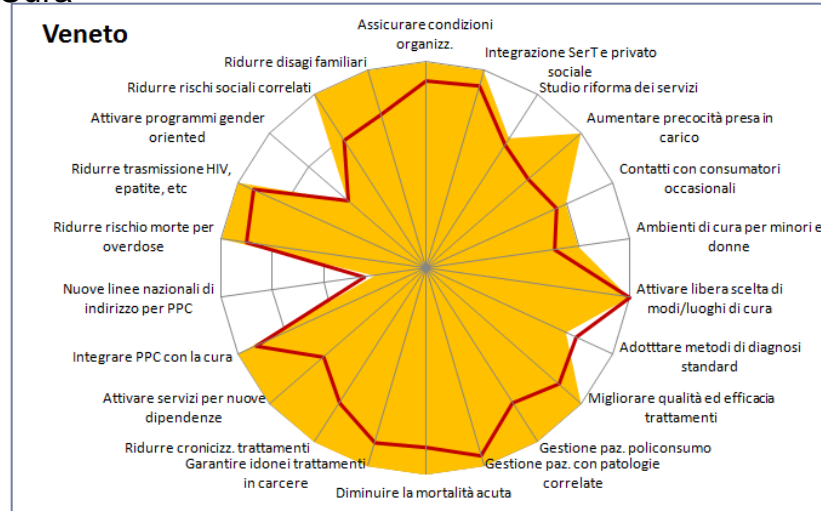 Cura
Veneto
Assicurare condizioni
organizz.
Integrazione SerT e privato
sociale
Studio riforma dei servizi
Aumentare precocità presa in
carico
Contatti con consumatori
occasionali
Ambienti di cura per minori e
donne
Attivare libera scelta di
modi/luoghi di cura
Adotttare metodi di diagnosi
standard
Migliorare qualità ed efficacia
trattamenti
Gestione paz. policonsumo
Gestione paz. con patologie
correlate
Diminuire la mortalità acuta
Garantire idonei trattamenti
in carcere
Ridurre cronicizz. trattamenti
Attivare servizi per nuove
dipendenze
Integrare PPC con la cura
Nuove linee nazionali di
indirizzo per PPC
Ridurre rischio morte per
overdose
Ridurre trasmissione HIV,
epatite, etc
Attivare programmi gender
oriented
Ridurre rischi sociali correlati
Ridurre disagi familiari